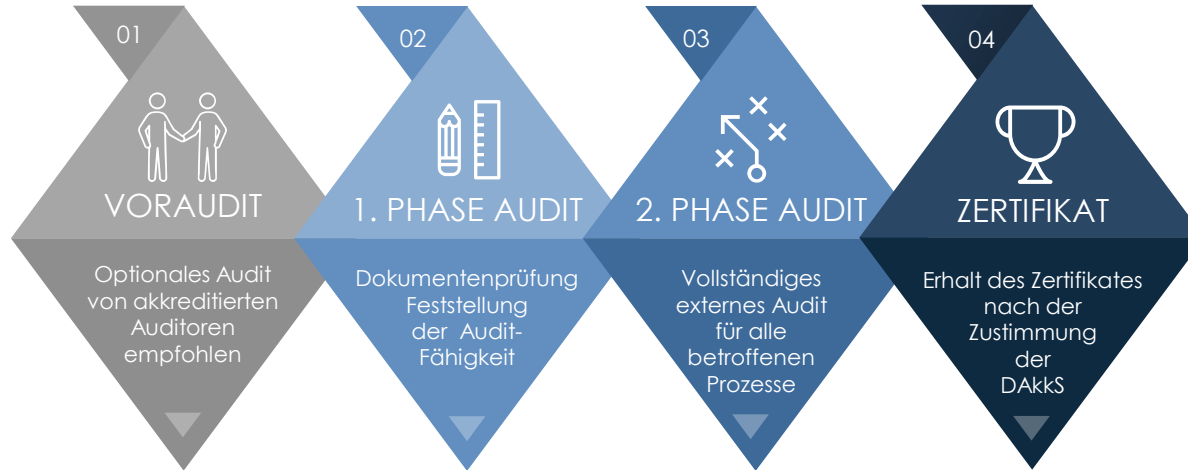 01
VORAUDIT
Optionales Audit
von akkreditierten
Auditoren
empfohlen
02
1. PHASE AUDIT
Dokumentenprüfung
Feststellung
der Audit-
Fähigkeit
03
2. PHASE AUDIT
Vollständiges
externes Audit
für alle
betroffenen
Prozesse
04
ZERTIFIKAT
Erhalt des Zertifikates
nach der
Zustimmung
der
DAkkS